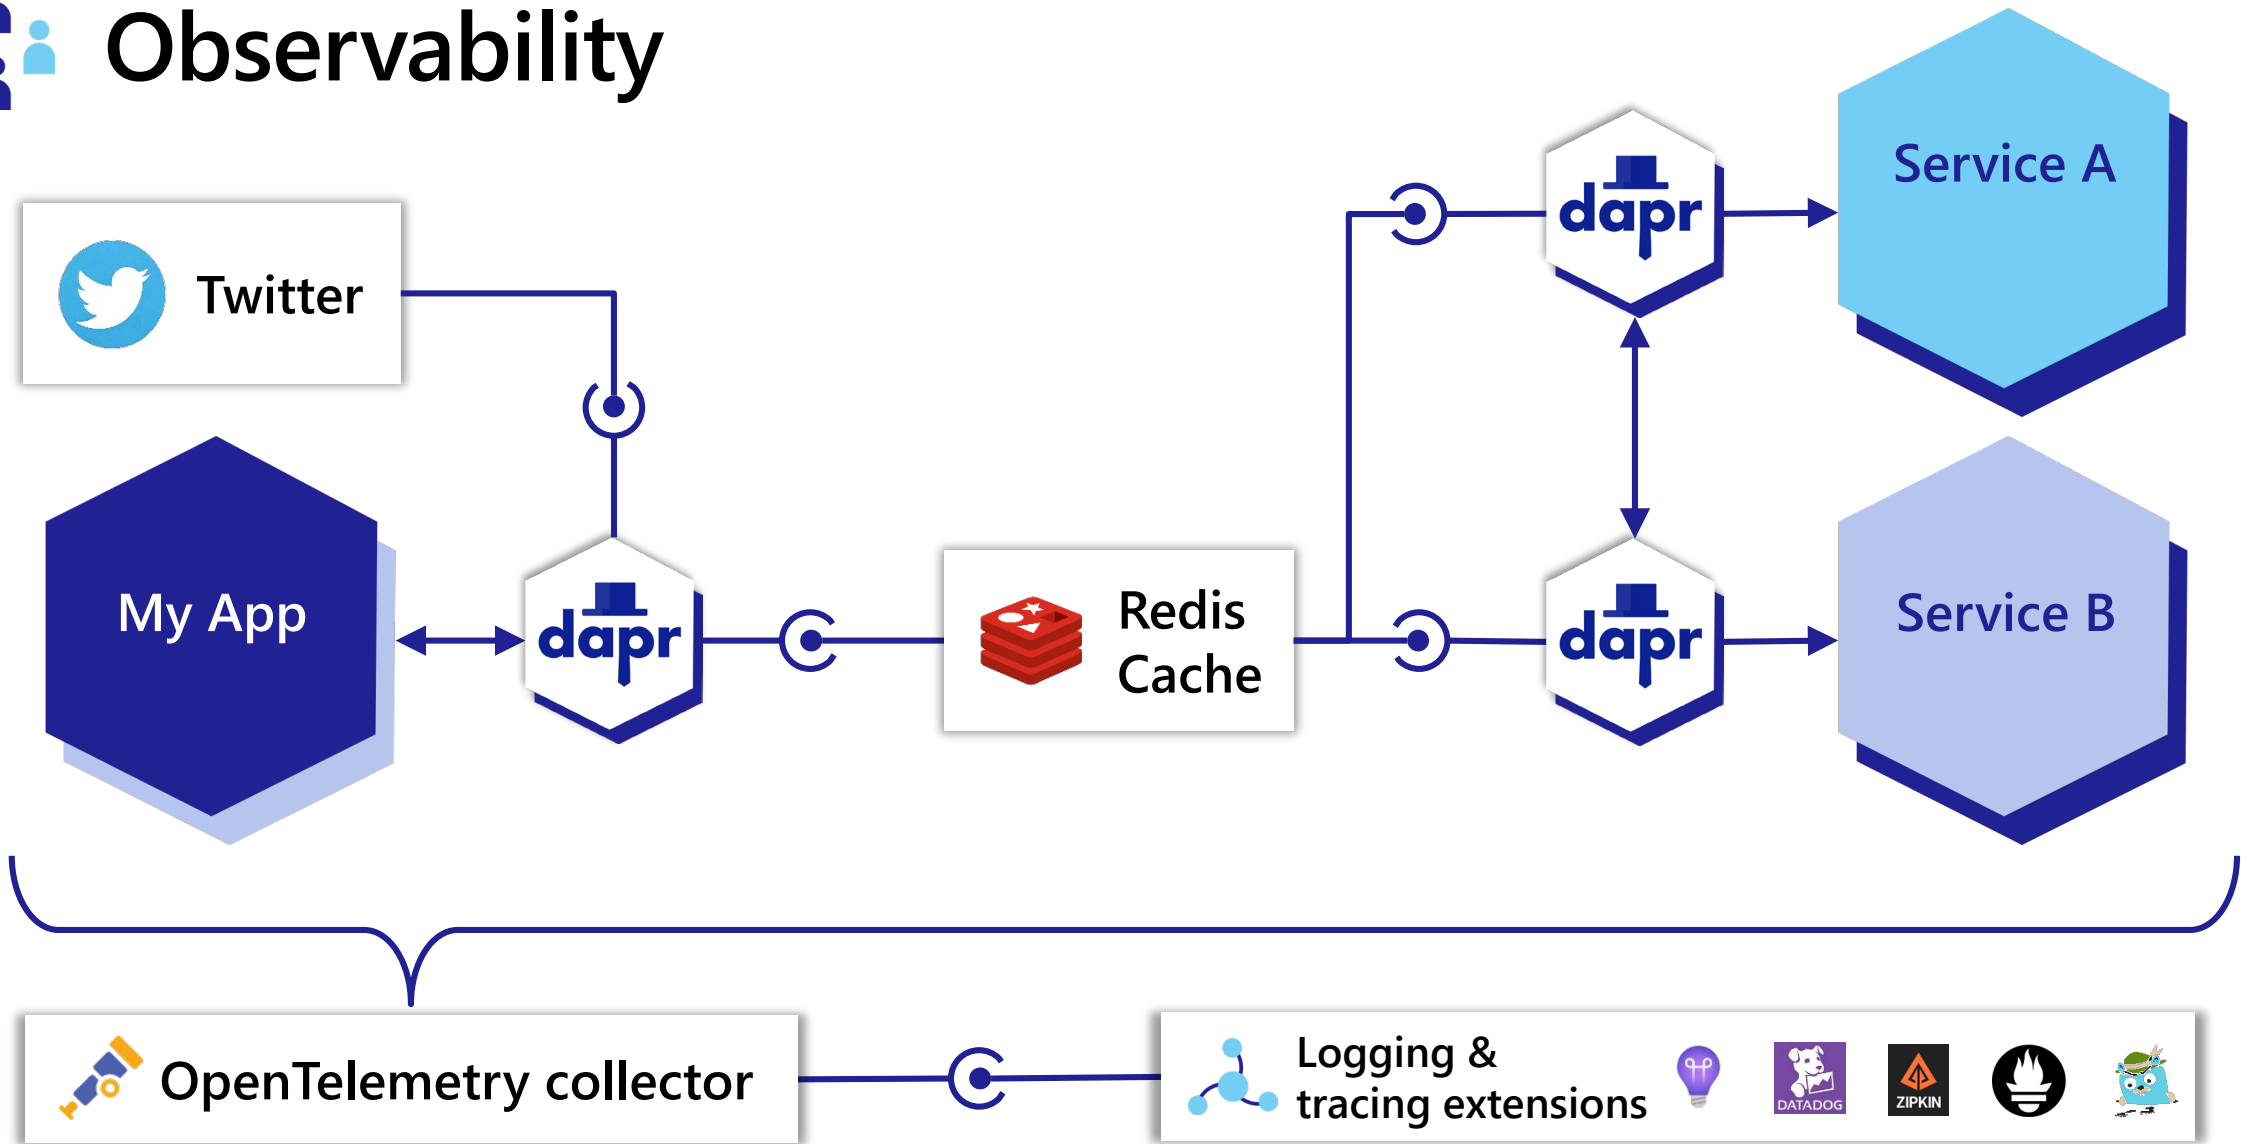 Observability
Twitter
My App
dapr
Redis
Cache
dapr
Service A
dapr
Service B
OpenTelemetry collector
Logging &
tracing extensions
DATADOG
ZIPKIN